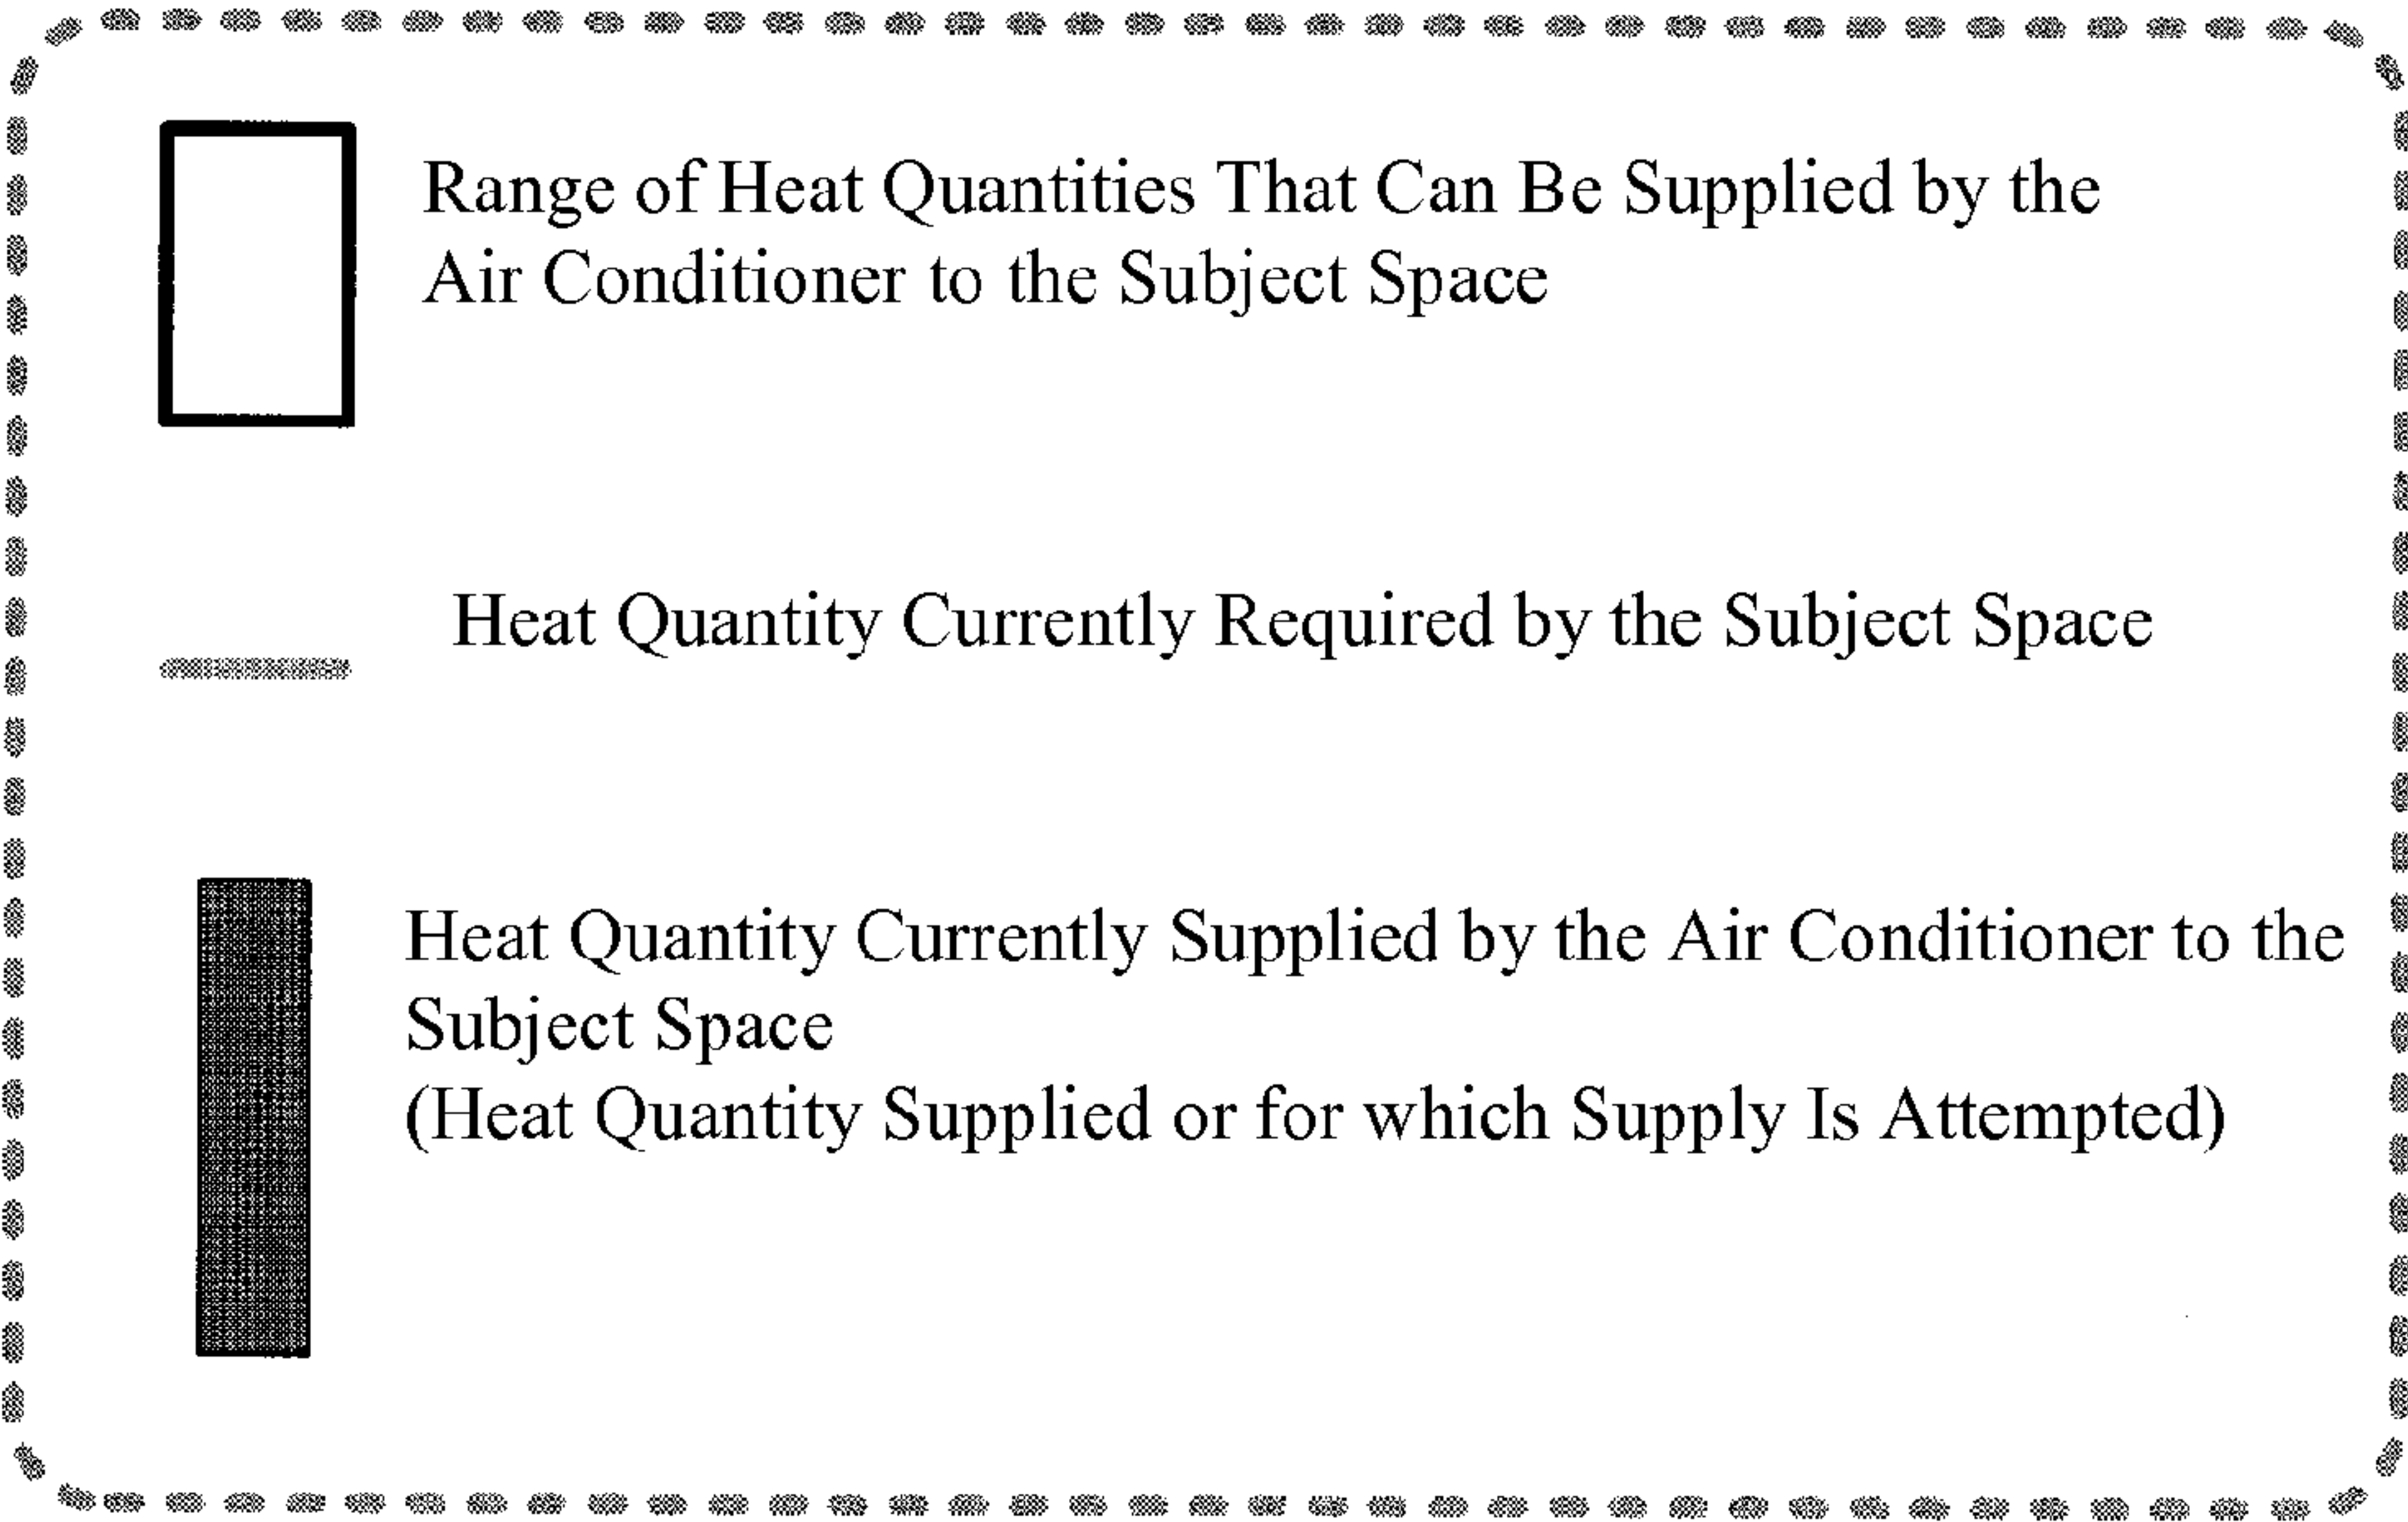 Range of Heat Quantities That Can Be Supplied by the
Air Conditioner to the Subject Space
Heat Quantity Currently Required by the Subject Space
Heat Quantity Currently Supplied by the Air Conditioner to the
Subject Space
(Heat Quantity Supplied or for which Supply Is Attempted)